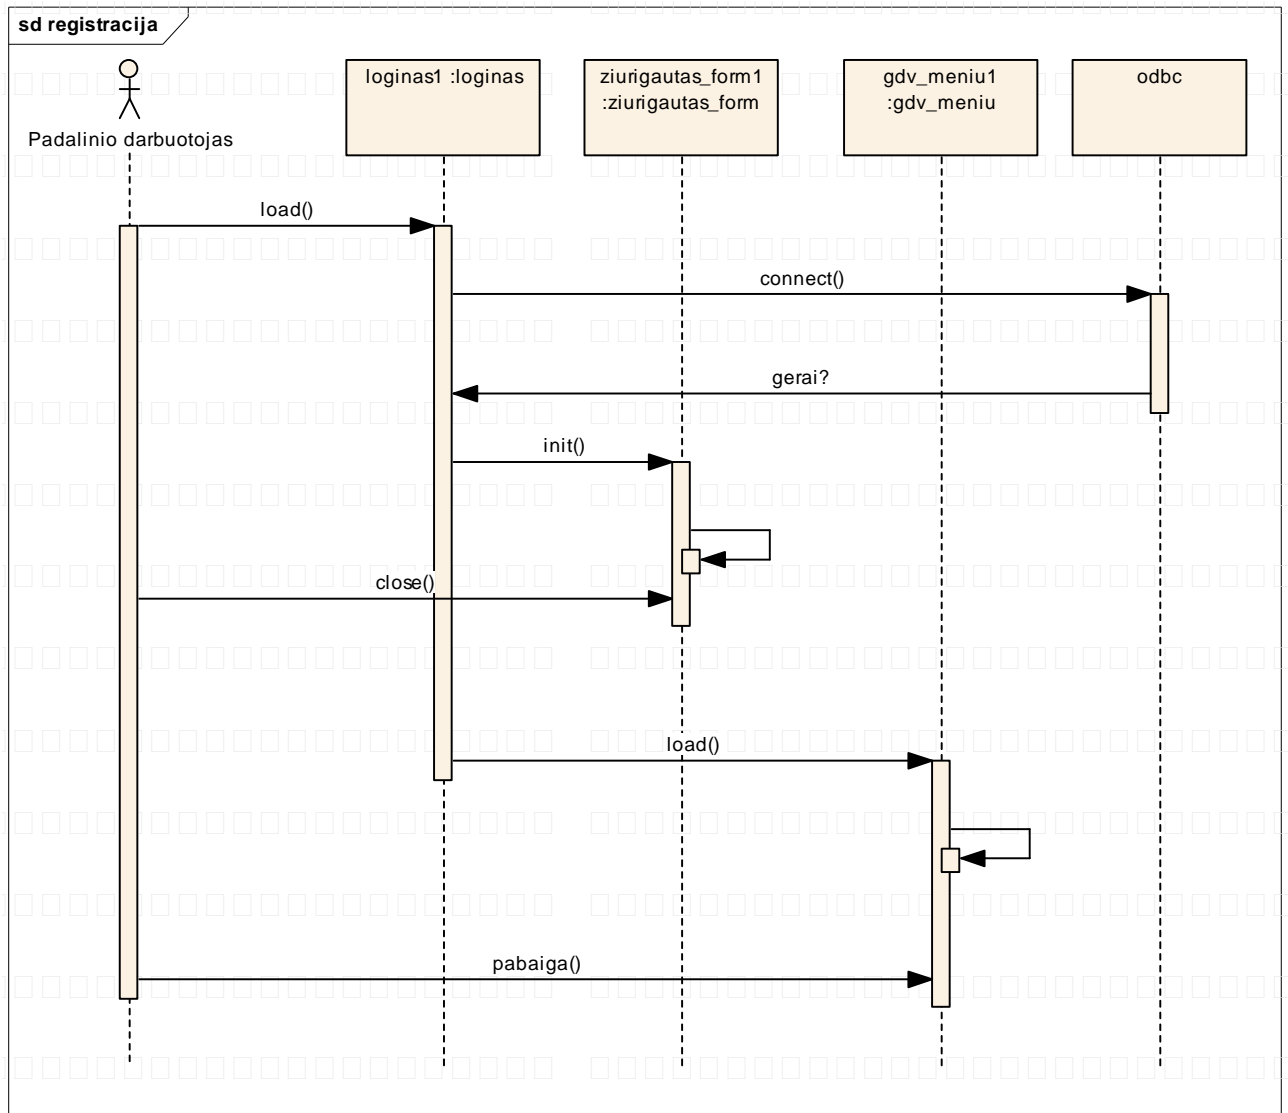 sd registracija
Padalinio darbuotojas
loginas1 :loginas
ziurigautas_form1
:ziurigautas_form
gdv_meniu1
:gdv_meniu
odbc
load()
connect()
gerai?
init()
close()
load()
pabaiga()